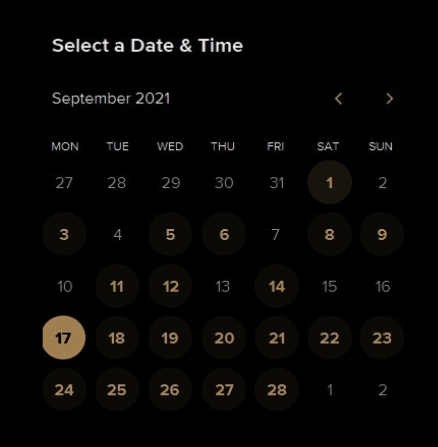 Select a Date & Time
September 2021
MON TUE WED THU FRI SAT SUN
27 28 29 30 31 1 2
3 4 5 6 7 8 9
10 11 12 13 14 15 16
17 18 19 20 21 22 23
24 25 26 27 28 1 2